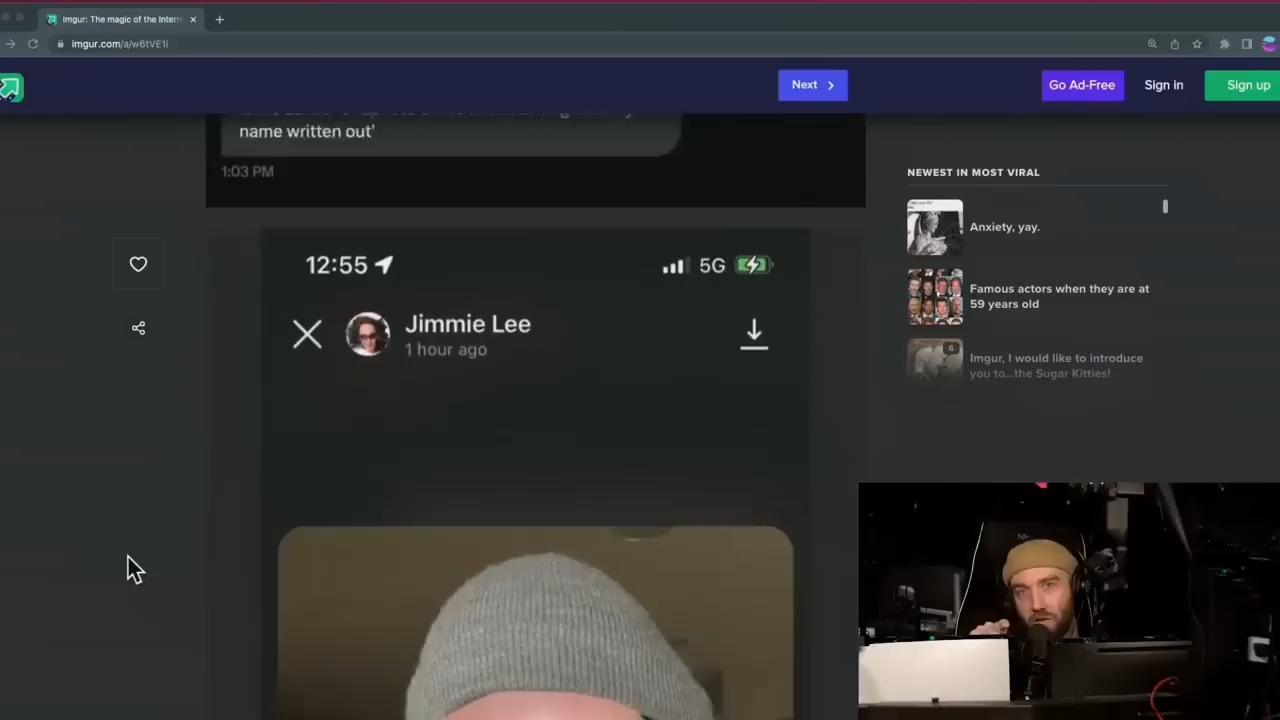 Imgur: The magic of the Intern
imgur.com/a/w6tVE1i
Next
Go Ad-Free
Sign in
Sign up
name written out'
1:03 PM
NEWEST IN MOST VIRAL
Anxiety, yay.
Famous actors when they are at
59 years old
6
Imgur, I would like to introduce
you to...the Sugar Kitties!
12:55
5G
Jimmie Lee
1 hour ago